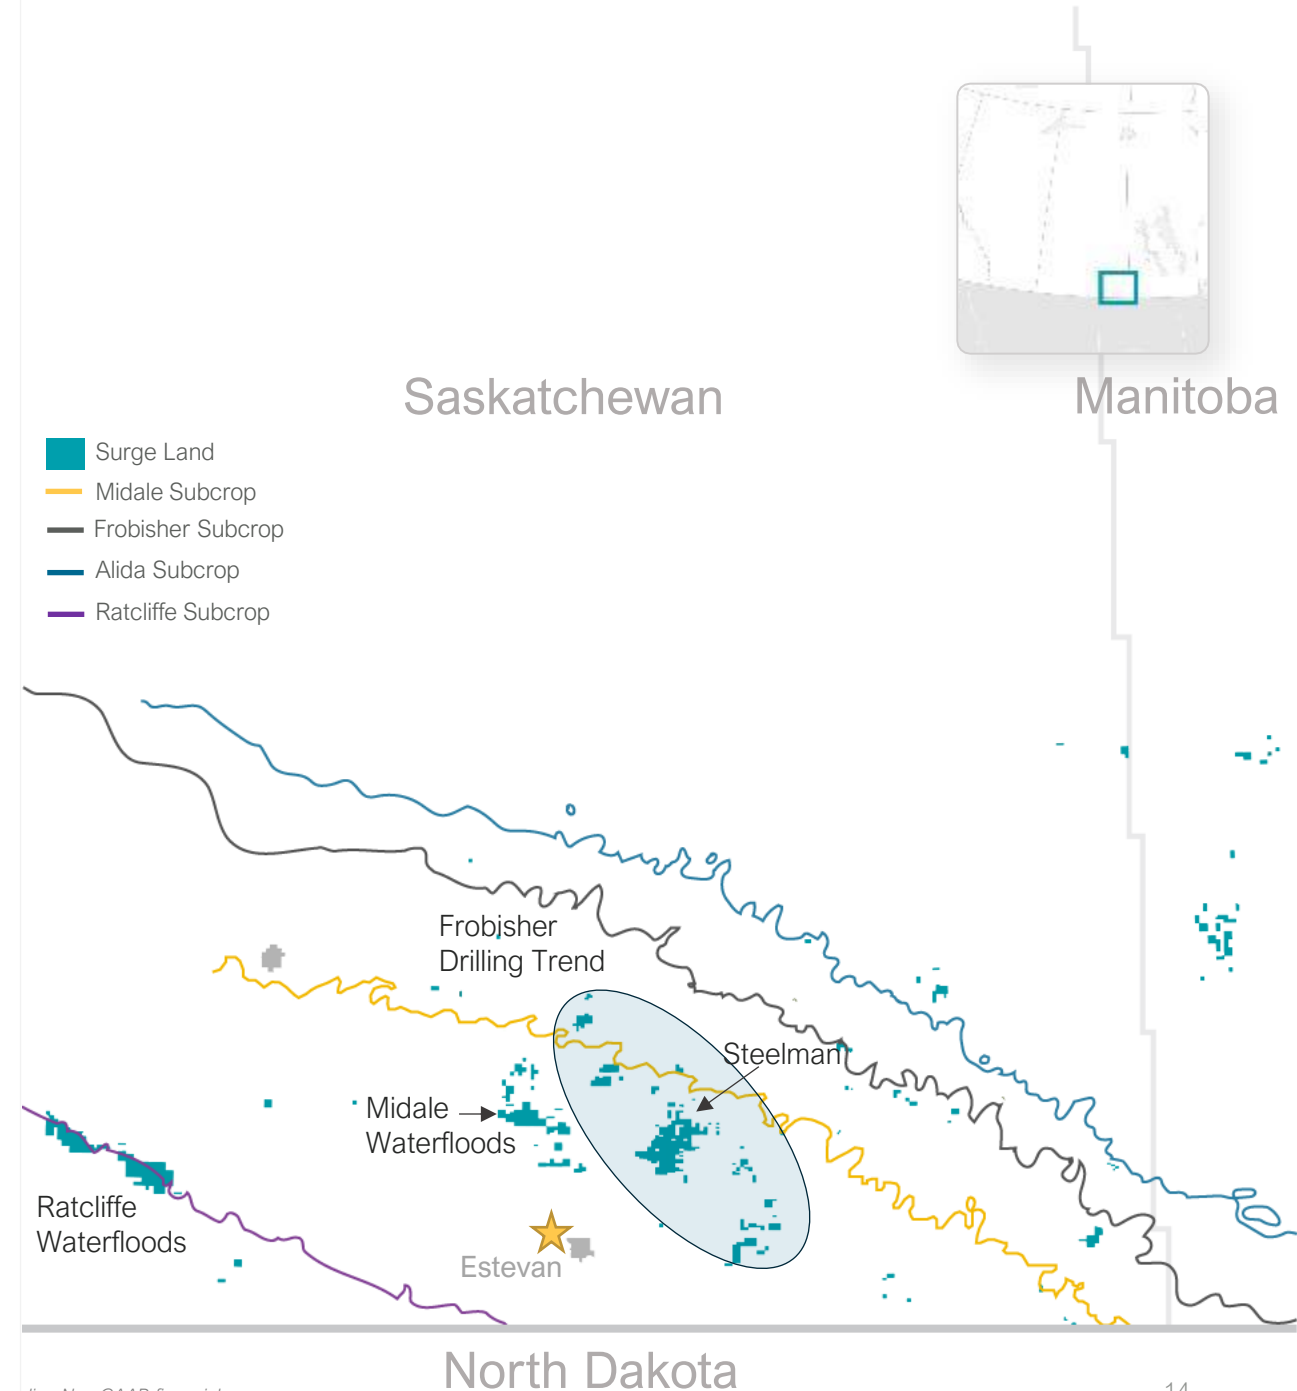 Saskatchewan
Manitoba
Surge Land
Midale Subcrop
Frobisher Subcrop
Alida Subcrop
Ratcliffe Subcrop
Frobisher
Drilling Trend
Steelman
Midale
Waterfloods
Ratcliffe
Waterfloods
Estevan
North Dakota
14